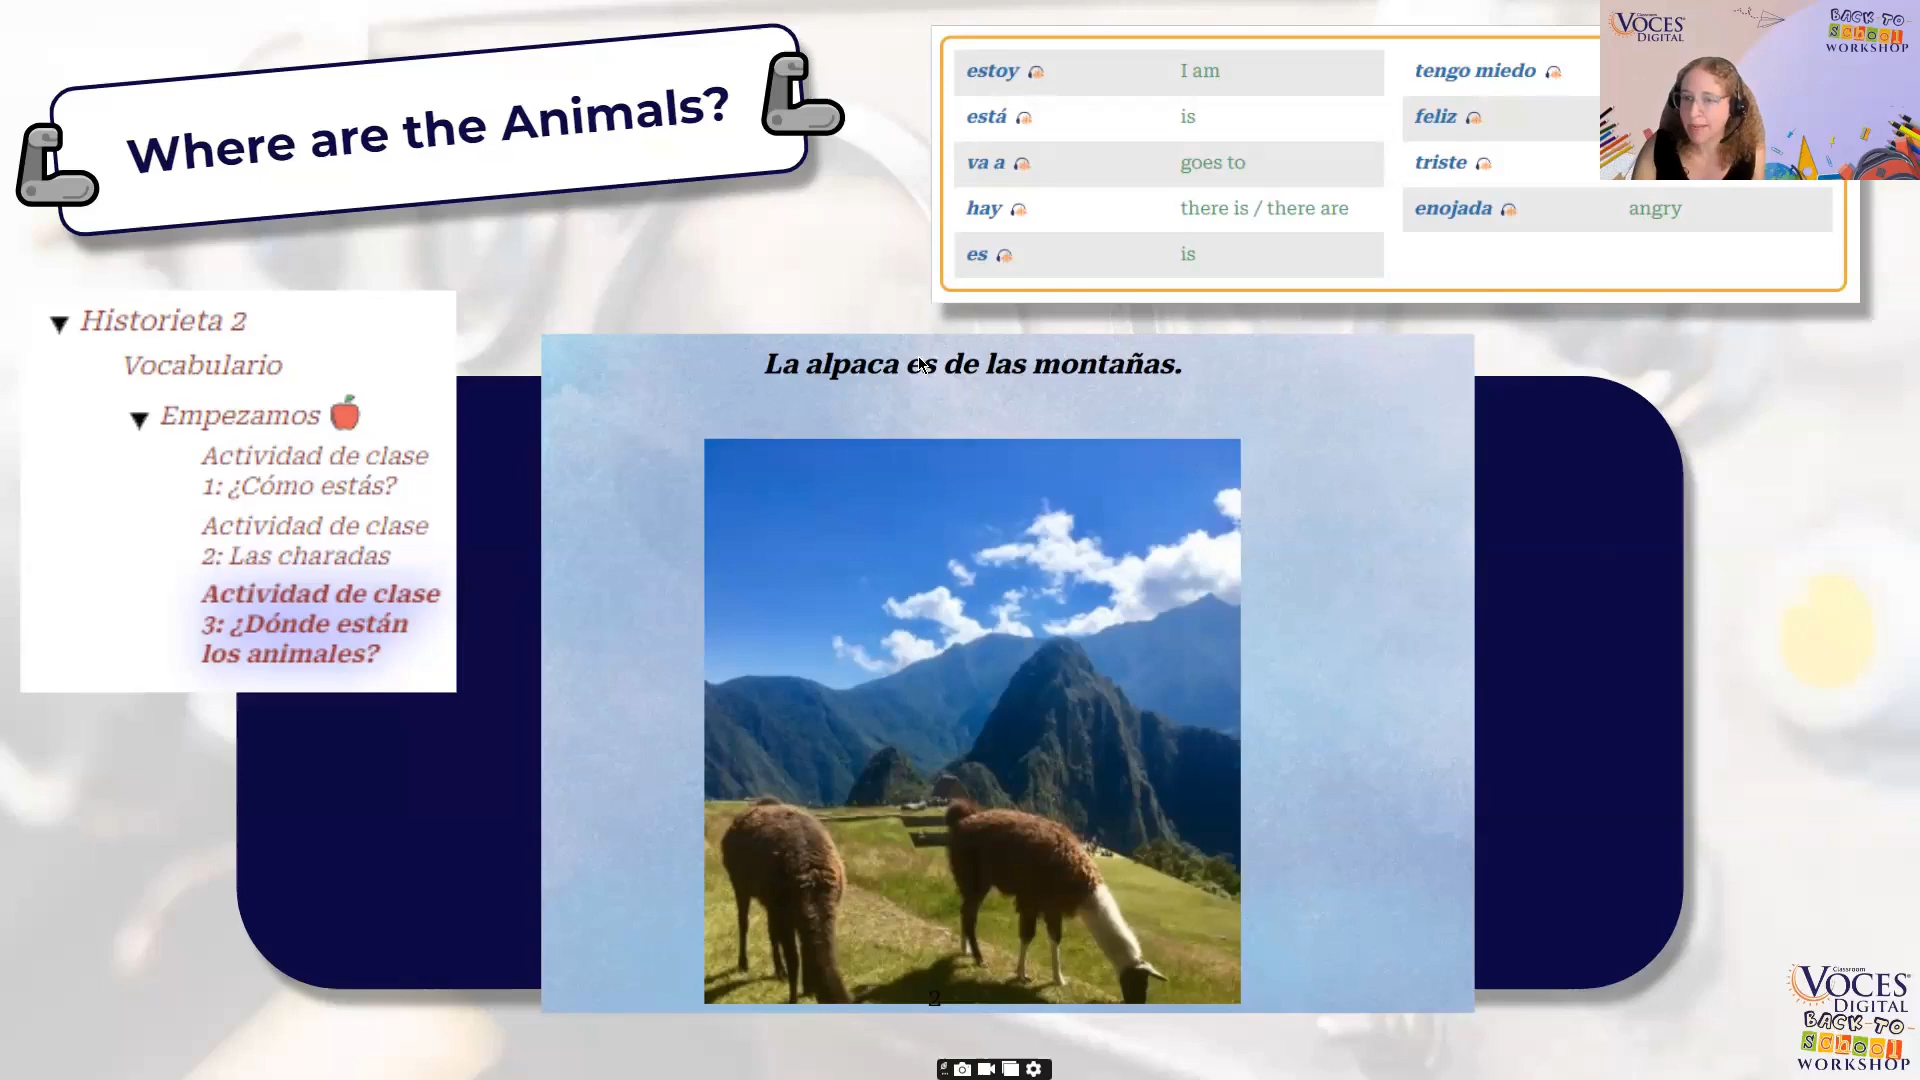 Where are the Animals?
estoy I am
está is
va a goes to
hay there is / there are
es is
tengo miedo
feliz
triste
enojada angry
Classroom
VOCES
DIGITAL
BACK TO
School
WORKSHOP
Historieta 2
Vocabulario
Empezamos
Actividad de clase
1: ¿Cómo estás?
Actividad de clase
2: Las charadas
Actividad de clase
3: ¿Dónde están
los animales?
La alpaca es de las montañas.
2
Classroom
VOCES
DIGITAL
BACK-TO-
School
WORKSHOP